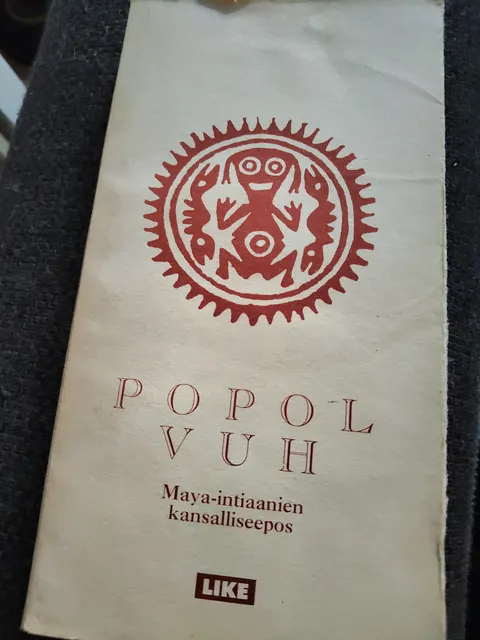 POPOL
VUH
Maya-intiaanien
kansalliseepos
LIKE